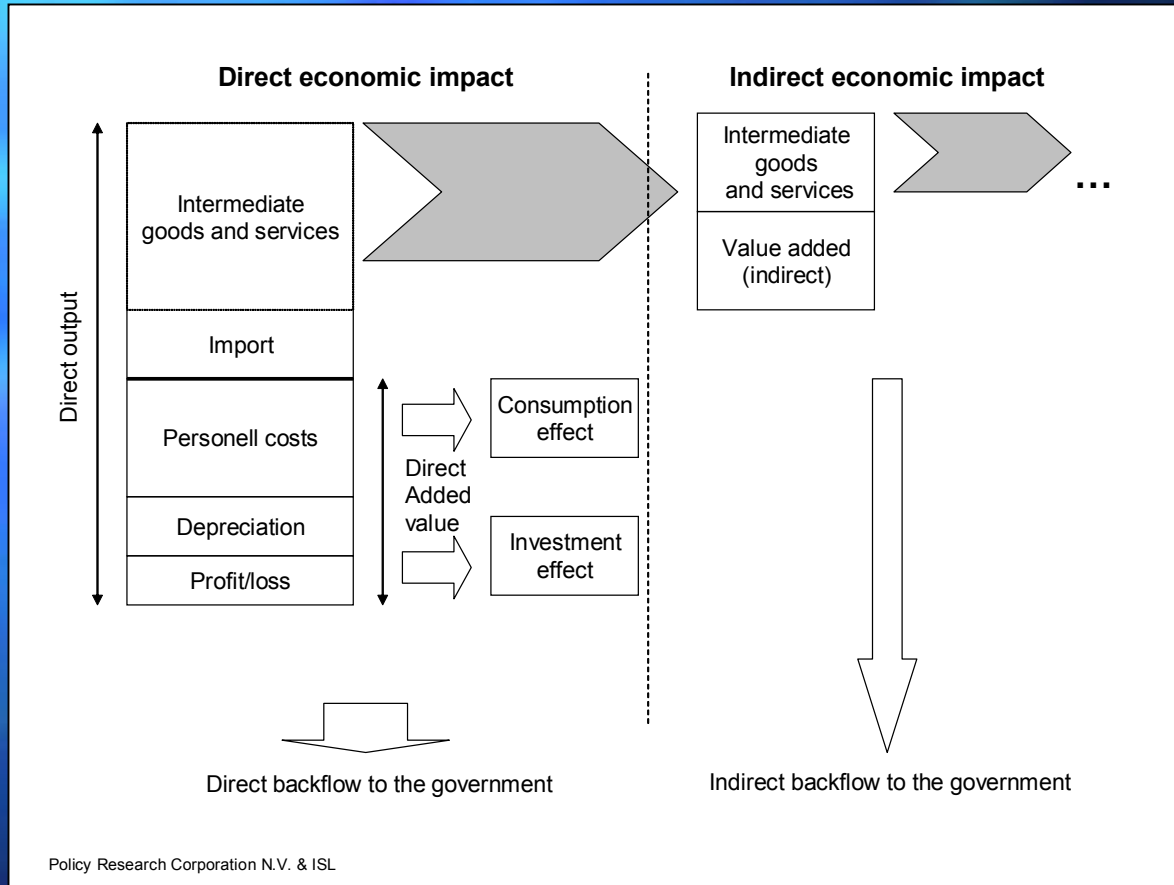 Direct economic impact
Indirect economic impact
Direct output
Intermediate
goods and services
Import
Personell costs
Depreciation
Profit/loss
Direct
Added
value
Consumption
effect
Investment
effect
Intermediate
goods
and services
Value added
(indirect)
...
Direct backflow to the government
Indirect backflow to the government
Policy Research Corporation N.V. & ISL